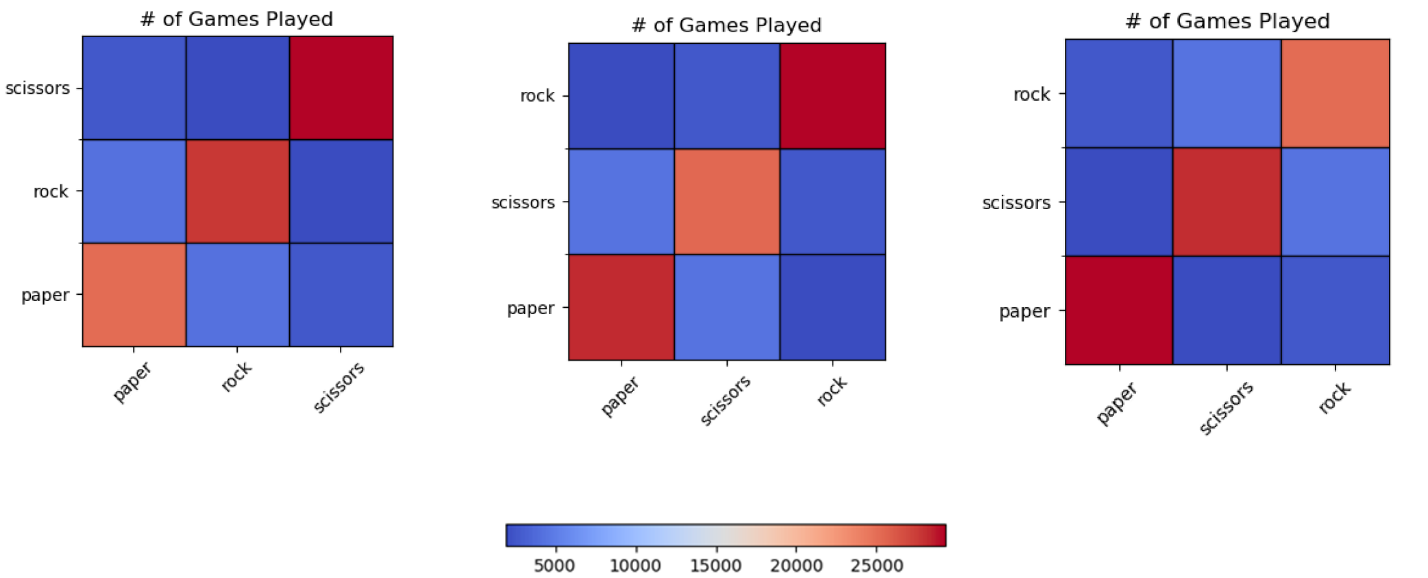 # of Games Played
scissors
rock
paper
paper
rock
scissors
# of Games Played
rock
scissors
paper
paper
scissors
rock
# of Games Played
rock
scissors
paper
paper
scissors
rock
5000 10000 15000 20000 25000